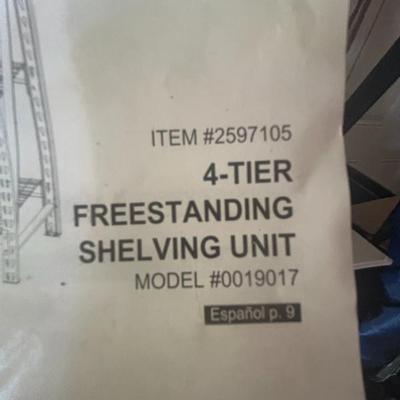 ITEM #2597105
4-TIER
FREESTANDING
SHELVING UNIT
MODEL #0019017
Español p. 9